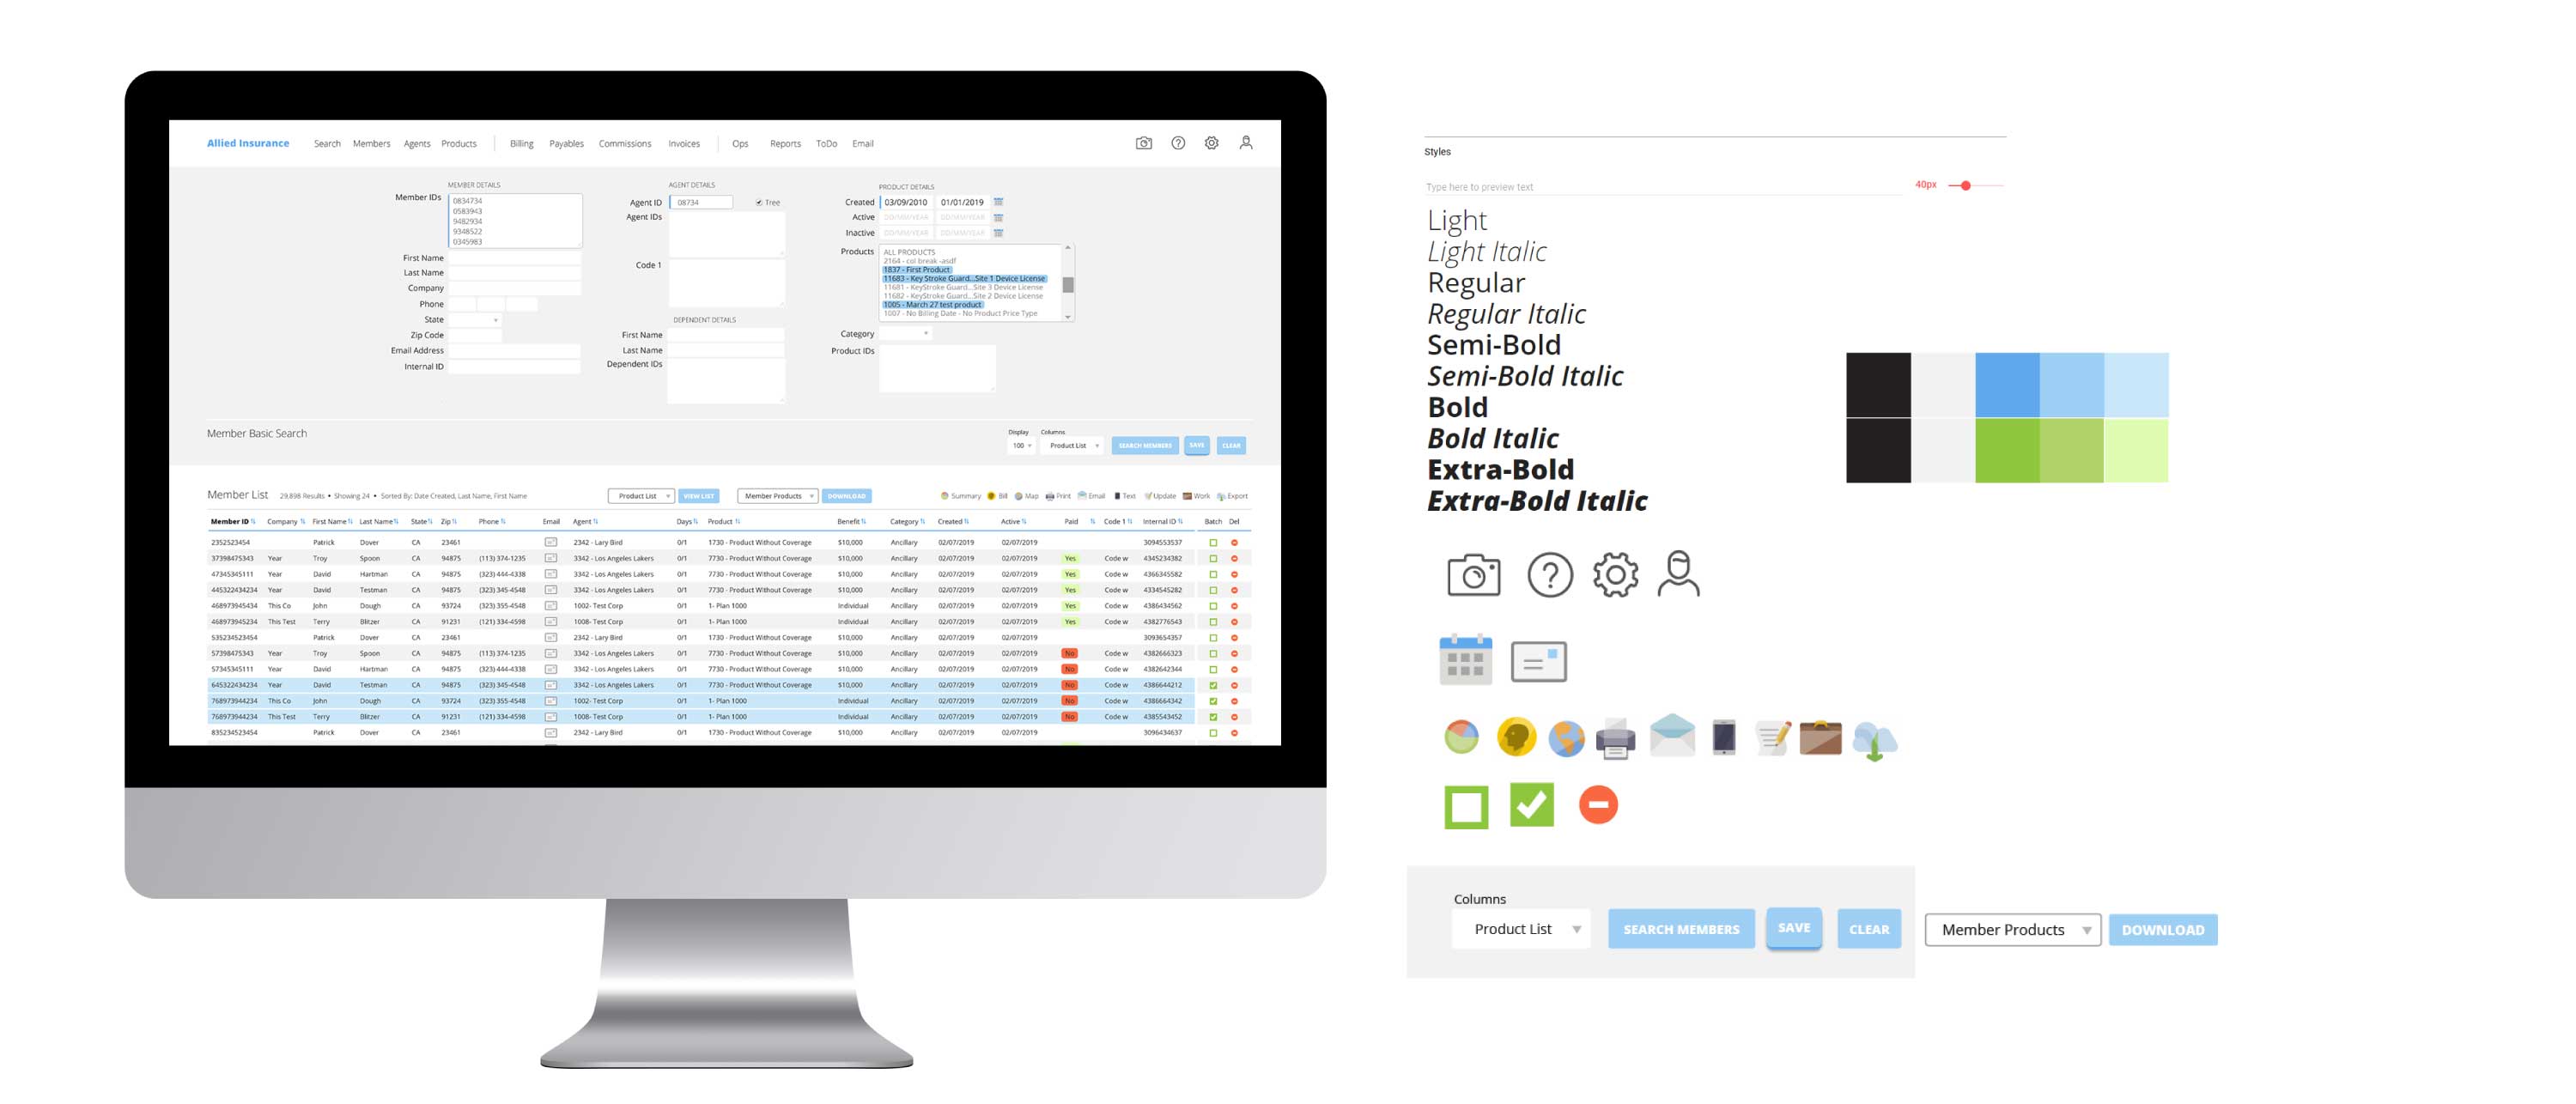 Allied Insurance Search Members Agents Products Billing Payables Commissions Invoices Ops Reports ToDo Email
MEMBER DETAILS
Member IDs
0834734
0583943
9482934
9348522
0345983
First Name
Last Name
Company
Phone
State
Zip Code
Email Address
Internal ID
AGENT DETAILS
Agent ID 08734 Tree
Agent IDs
Code 1
DEPENDENT DETAILS
First Name
Last Name
Dependent IDs
PRODUCT DETAILS
Created 03/09/2010 01/01/2019
Active DD/MM/YEAR DD/MM/YEAR
Inactive DD/MM/YEAR DD/MM/YEAR
Products
ALL PRODUCTS
2164 - col break -asdf
1837 - First Product
11683 - Key Stroke Guard...Site 1 Device License
11681 - KeyStroke Guard...Site 3 Device License
11682 - KeyStroke Guard...Site 2 Device License
1005 - March 27 test product
1007 - No Billing Date - No Product Price Type
Category
Product IDs
Member Basic Search
Display Columns
100 Product List SEARCH MEMBERS SAVE CLEAR
Member List 29,898 Results • Showing 24 • Sorted By: Date Created, Last Name, First Name Product List VIEW LIST Member Products DOWNLOAD Summary Bill Map Print Email Text Update Work Export
Member ID Company First Name Last Name State Zip Phone Email Agent Days Product Benefit Category Created Active Paid Code 1 Internal ID Batch Del
2352523454 Patrick Dover CA 23461 2342 - Lary Bird 0/1 1730 - Product Without Coverage $10,000 Ancillary 02/07/2019 02/07/2019 3094553537
37398475343 Year Troy Spoon CA 94875 (113) 374-1235 3342 - Los Angeles Lakers 0/1 7730 - Product Without Coverage $10,000 Ancillary 02/07/2019 02/07/2019 Yes Code w 4345234382
47345345111 Year David Hartman CA 94875 (323) 444-4338 3342 - Los Angeles Lakers 0/1 7730 - Product Without Coverage $10,000 Ancillary 02/07/2019 02/07/2019 Yes Code w 4366345582
445322434234 Year David Testman CA 94875 (323) 345-4548 3342 - Los Angeles Lakers 0/1 7730 - Product Without Coverage $10,000 Ancillary 02/07/2019 02/07/2019 Yes Code w 4334545282
468973945434 This Co John Dough CA 93724 (323) 355-4548 1002- Test Corp 0/1 1- Plan 1000 Individual Ancillary 02/07/2019 02/07/2019 Yes Code w 4386434562
468973945234 This Test Terry Blitzer CA 91231 (121) 334-4598 1008- Test Corp 0/1 1- Plan 1000 Individual Ancillary 02/07/2019 02/07/2019 Yes Code w 4382776543
535234523454 Patrick Dover CA 23461 2342 - Lary Bird 0/1 1730 - Product Without Coverage $10,000 Ancillary 02/07/2019 02/07/2019 3093654357
57398475343 Year Troy Spoon CA 94875 (113) 374-1235 3342 - Los Angeles Lakers 0/1 7730 - Product Without Coverage $10,000 Ancillary 02/07/2019 02/07/2019 No Code w 4382666323
57345345111 Year David Hartman CA 94875 (323) 444-4338 3342 - Los Angeles Lakers 0/1 7730 - Product Without Coverage $10,000 Ancillary 02/07/2019 02/07/2019 No Code w 4382642344
645322434234 Year David Testman CA 94875 (323) 345-4548 3342 - Los Angeles Lakers 0/1 7730 - Product Without Coverage $10,000 Ancillary 02/07/2019 02/07/2019 No Code w 4386644212
768973944234 This Co John Dough CA 93724 (323) 355-4548 1002- Test Corp 0/1 1- Plan 1000 Individual Ancillary 02/07/2019 02/07/2019 No Code w 4386664342
768973944234 This Test Terry Blitzer CA 91231 (121) 334-4598 1008- Test Corp 0/1 1- Plan 1000 Individual Ancillary 02/07/2019 02/07/2019 No Code w 4385543452
835234523454 Patrick Dover CA 23461 2342 - Lary Bird 0/1 1730 - Product Without Coverage $10,000 Ancillary 02/07/2019 02/07/2019 3096434637
Styles
Type here to preview text 40px
Light
Light Italic
Regular
Regular Italic
Semi-Bold
Semi-Bold Italic
Bold
Bold Italic
Extra-Bold
Extra-Bold Italic
Columns
Product List SEARCH MEMBERS SAVE CLEAR Member Products DOWNLOAD